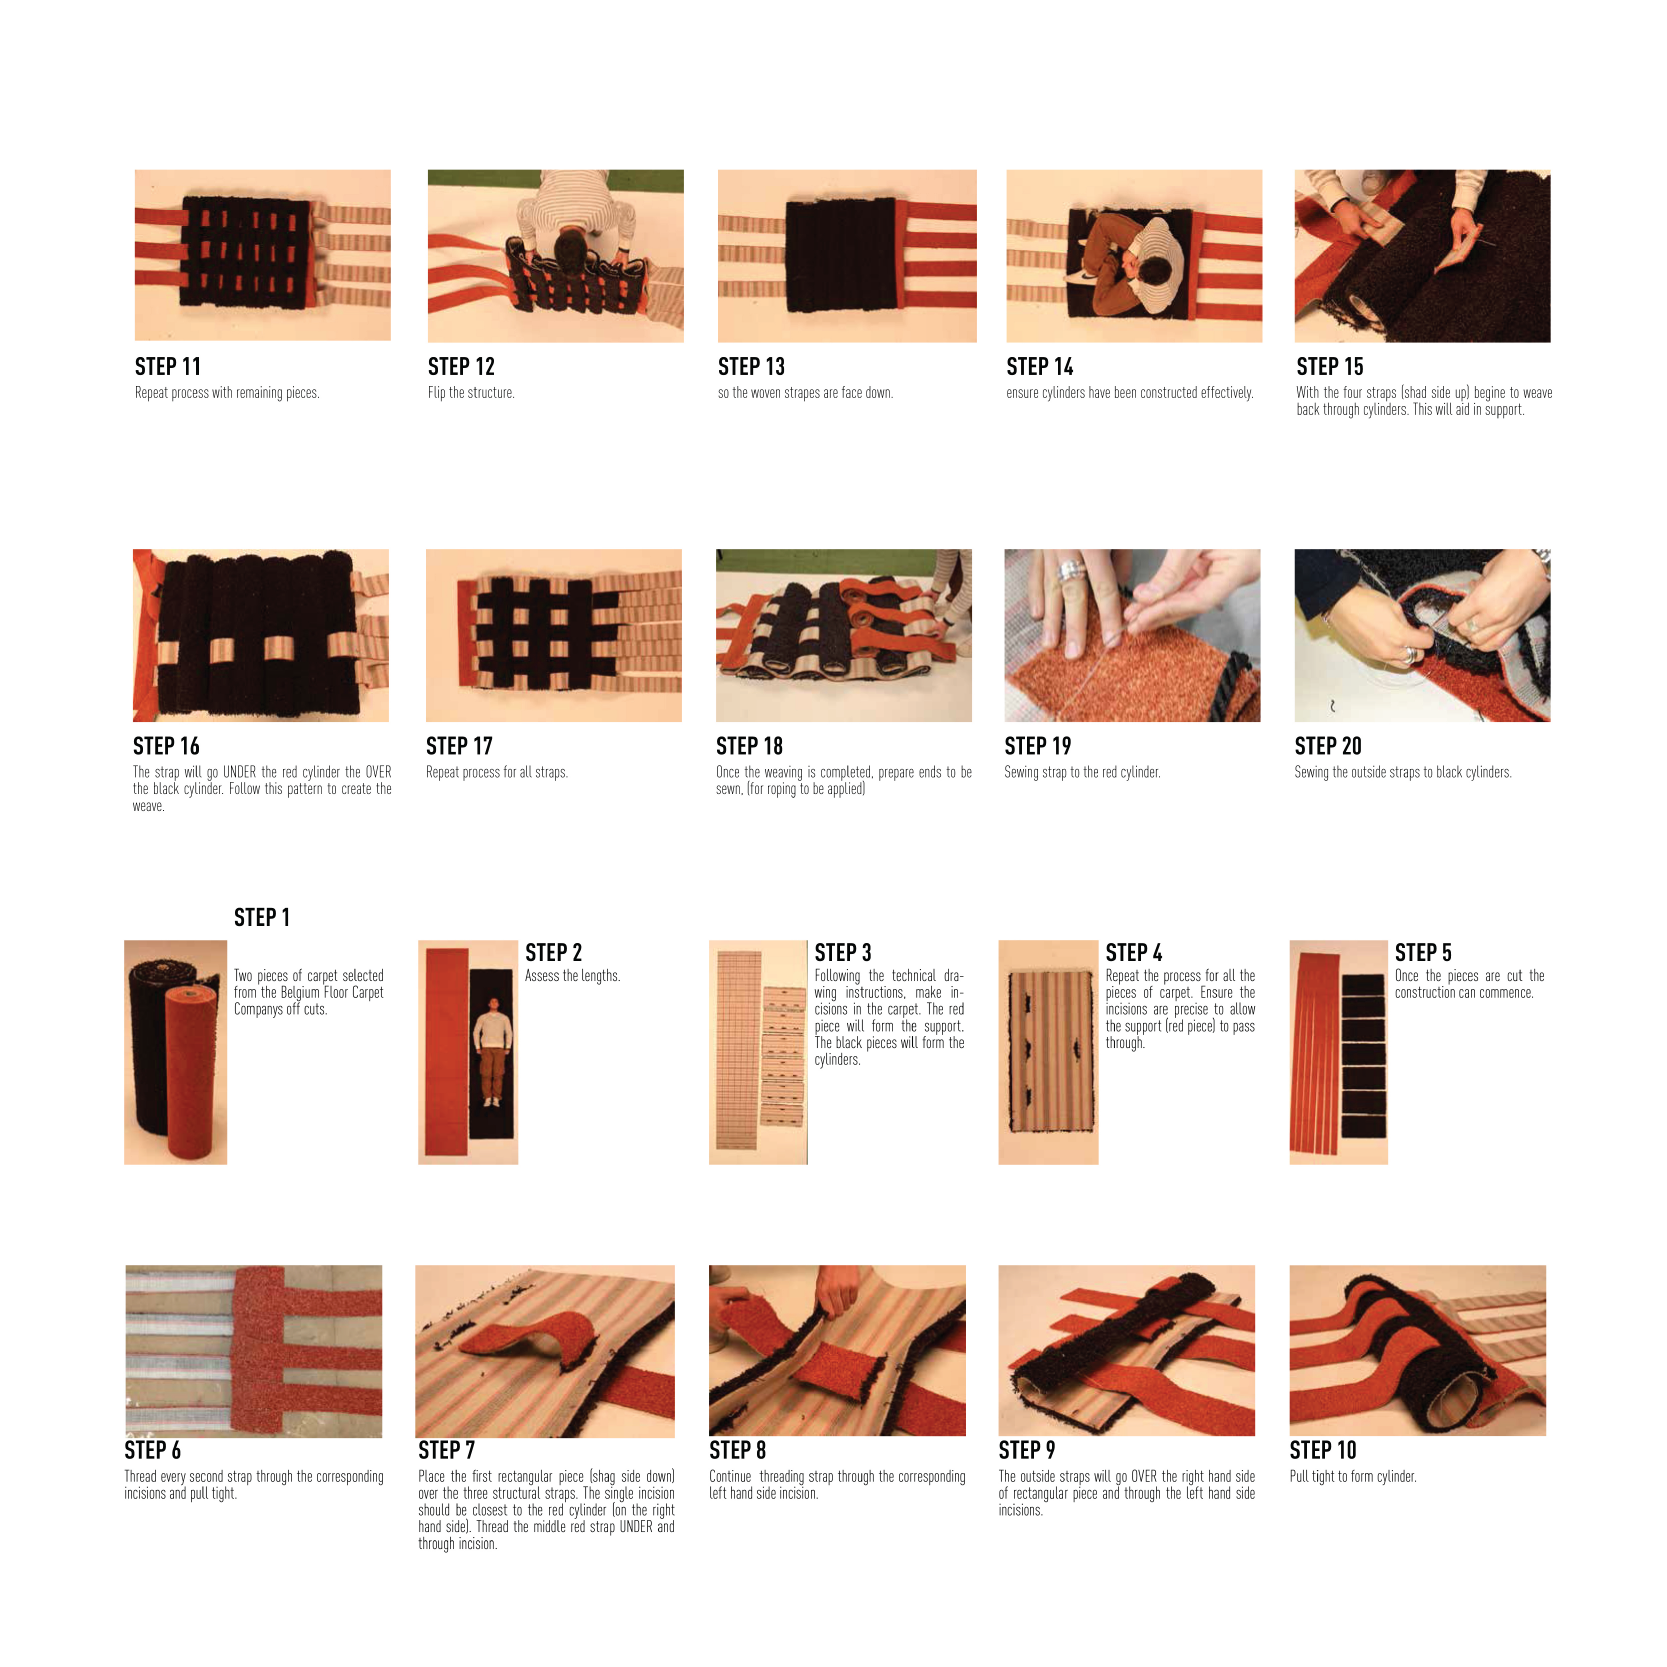 STEP 11
Repeat process with remaining pieces.
STEP 12
Flip the structure.
STEP 13
so the woven strapes are face down.
STEP 14
ensure cylinders have been constructed effectively.
STEP 15
With the four straps (shad side up) begine to weave
back through cylinders. This will aid in support.
STEP 16
The strap will go UNDER the red cylinder the OVER
the black cylinder. Follow this pattern to create the
weave.
STEP 17
Repeat process for all straps.
STEP 18
Once the weaving is completed, prepare ends to be
sewn, (for roping to be applied)
STEP 19
Sewing strap to the red cylinder.
STEP 20
Sewing the outside straps to black cylinders.
STEP 1
Two pieces of carpet selected
from the Belgium Floor Carpet
Companys off cuts.
STEP 2
Assess the lengths.
STEP 3
Following the technical dra-
wing instructions, make in-
cisions in the carpet. The red
piece will form the support.
The black pieces will form the
cylinders.
STEP 4
Repeat the process for all the
pieces of carpet. Ensure the
incisions are precise to allow
the support (red piece) to pass
through.
STEP 5
Once the pieces are cut the
construction can commence.
STEP 6
Thread every second strap through the corresponding
incisions and pull tight.
STEP 7
Place the first rectangular piece (shag side down)
over the three structural straps. The single incision
should be closest to the red cylinder (on the right
hand side). Thread the middle red strap UNDER and
through incision.
STEP 8
Continue threading strap through the corresponding
left hand side incision.
STEP 9
The outside straps will go OVER the right hand side
of rectangular piece and through the left hand side
incisions.
STEP 10
Pull tight to form cylinder.